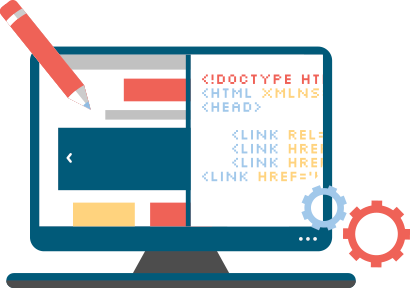 <!DOCTYPE HT
<HTML XMLNS
<HEAD>
<LINK REL=
<LINK HREF
<LINK HREF
<LINK HREF="